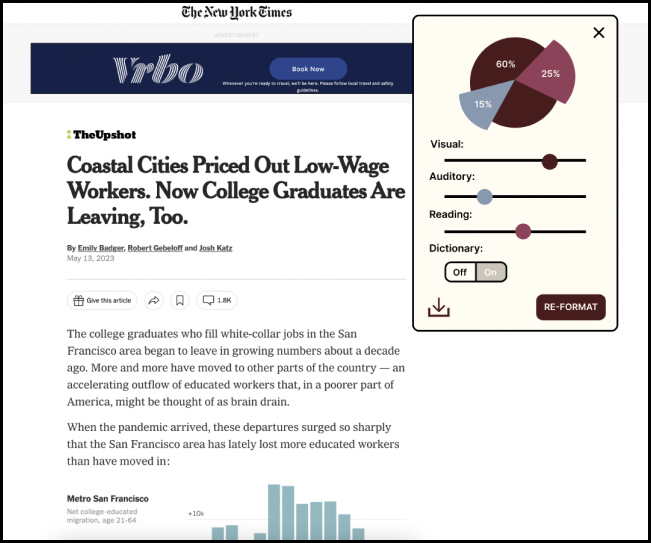 The New York Times
ADVERTISEMENT
Vrbo
Book Now
Whenever you're ready to travel, we'll be here. Please follow local travel and safety
guidelines.
TheUpshot
Coastal Cities Priced Out Low-Wage
Workers. Now College Graduates Are
Leaving, Too.
By Emily Badger, Robert Gebeloff and Josh Katz
May 13, 2023
Give this article
1.8K
The college graduates who fill white-collar jobs in the San
Francisco area began to leave in growing numbers about a decade
ago. More and more have moved to other parts of the country — an
accelerating outflow of educated workers that, in a poorer part of
America, might be thought of as brain drain.
When the pandemic arrived, these departures surged so sharply
that the San Francisco area has lately lost more educated workers
than have moved in:
Metro San Francisco
Net college-educated
migration, age 21-64
+10k
60%
25%
15%
Visual:
Auditory:
Reading:
Dictionary:
Off On
RE-FORMAT